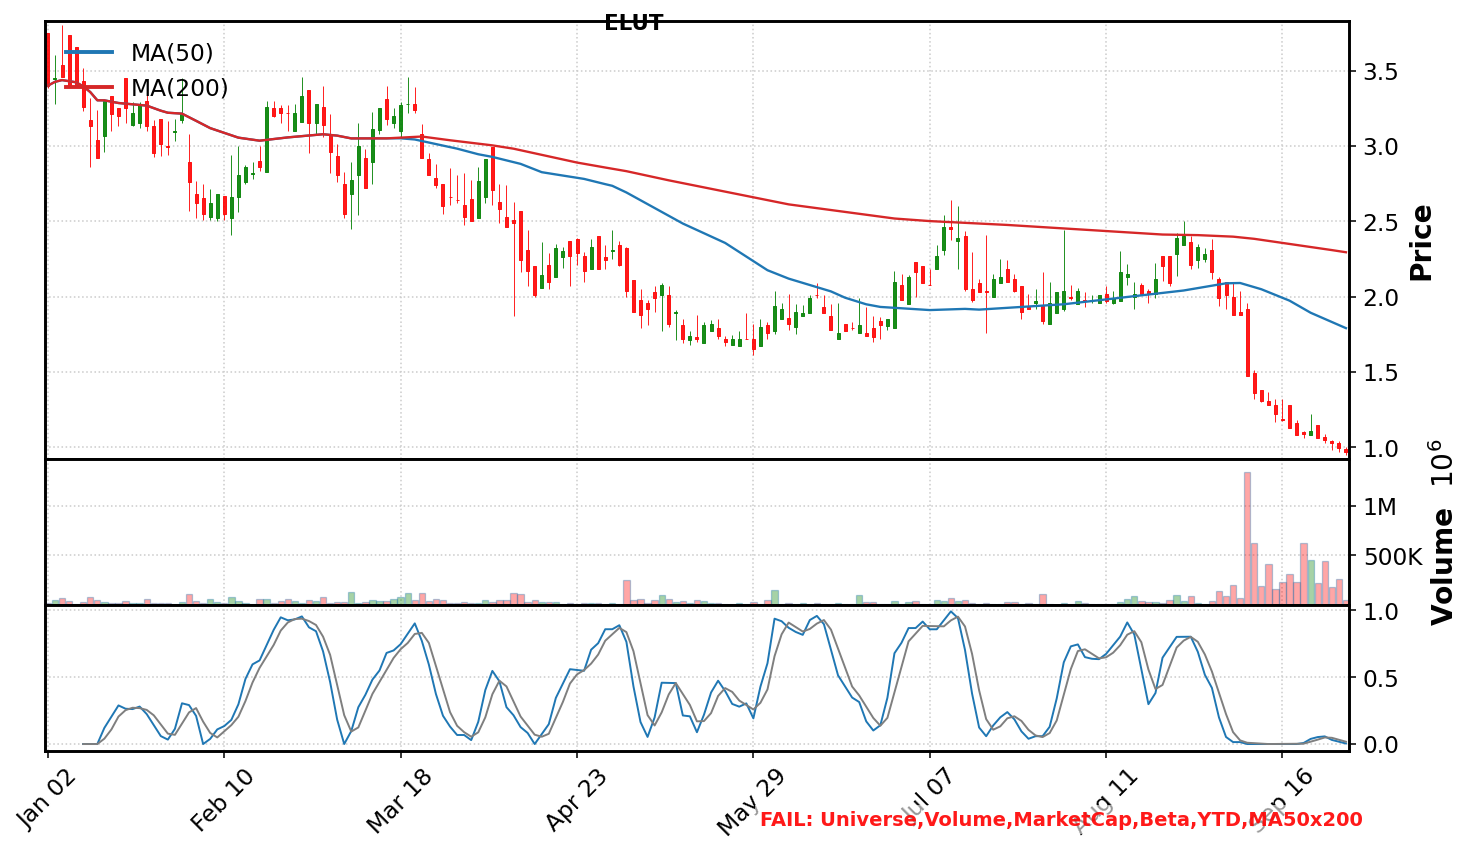 ELUT
MA(50)
MA(200)
3.5
3.0
2.5
2.0
1.5
1.0
Price
10^6
1M
500K
Volume
1.0
0.5
0.0
Jan 02
Feb 10
Mar 18
Apr 23
May 29
Jul 07
Aug 11
Sep 16
FAIL: Universe,Volume,MarketCap,Beta,YTD,MA50x200